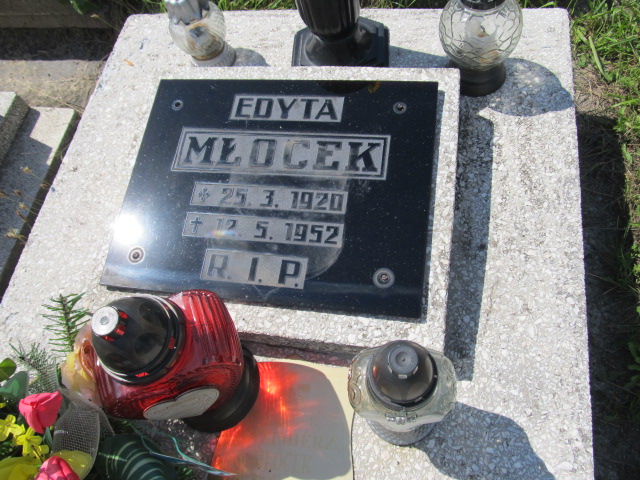 EDYTA
MŁOCEK
* 25. 3. 1920
† 12. 5. 1952
R. I. P.